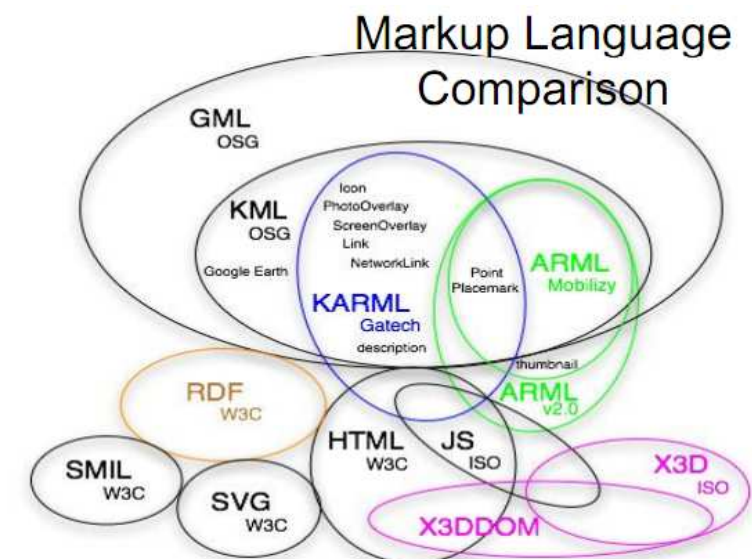 Markup Language
Comparison
GML
OSG
KML
OSG
Google Earth
Icon
PhotoOverlay
ScreenOverlay
Link
NetworkLink
KARML
Gatech
description
Point
Placemark
ARML
Mobilizy
thumbnail
ARML
v2.0
RDF
W3C
HTML
W3C
JS
ISO
SMIL
W3C
SVG
W3C
X3D
ISO
X3DDOM